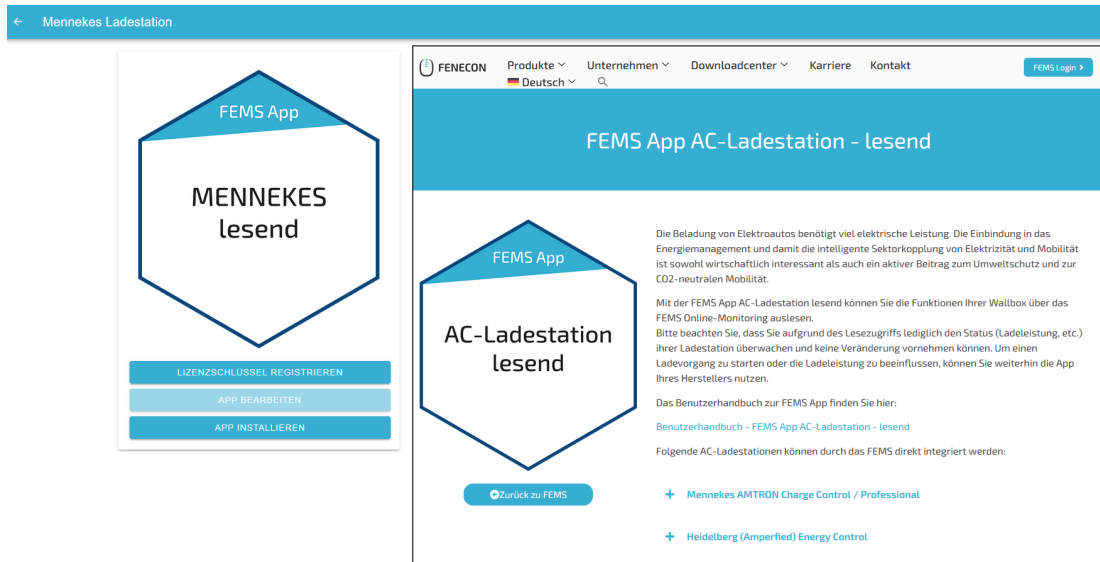 Mennekes Ladestation
FEMS App
MENNEKES
lesend
LIZENZSCHLÜSSEL REGISTRIEREN
APP BEARBEITEN
APP INSTALLIEREN
FENECON
Produkte
Unternehmen
Downloadcenter
Karriere
Kontakt
Deutsch
FEMS Login
FEMS App AC-Ladestation - lesend
FEMS App
AC-Ladestation
lesend
Zurück zu FEMS
Die Beladung von Elektroautos benötigt viel elektrische Leistung. Die Einbindung in das
Energiemanagement und damit die intelligente Sektorkopplung von Elektrizität und Mobilität
ist sowohl wirtschaftlich interessant als auch ein aktiver Beitrag zum Umweltschutz und zur
CO2-neutralen Mobilität.
Mit der FEMS App AC-Ladestation lesend können Sie die Funktionen Ihrer Wallbox über das
FEMS Online-Monitoring auslesen.
Bitte beachten Sie, dass Sie aufgrund des Lesezugriffs lediglich den Status (Ladeleistung, etc.)
ihrer Ladestation überwachen und keine Veränderung vornehmen können. Um einen
Ladevorgang zu starten oder die Ladeleistung zu beeinflussen, können Sie weiterhin die App
Ihres Herstellers nutzen.
Das Benutzerhandbuch zur FEMS App finden Sie hier:
Benutzerhandbuch - FEMS App AC-Ladestation - lesend
Folgende AC-Ladestationen können durch das FEMS direkt integriert werden:
+ Mennekes AMTRON Charge Control / Professional
+ Heidelberg (Amperfied) Energy Control